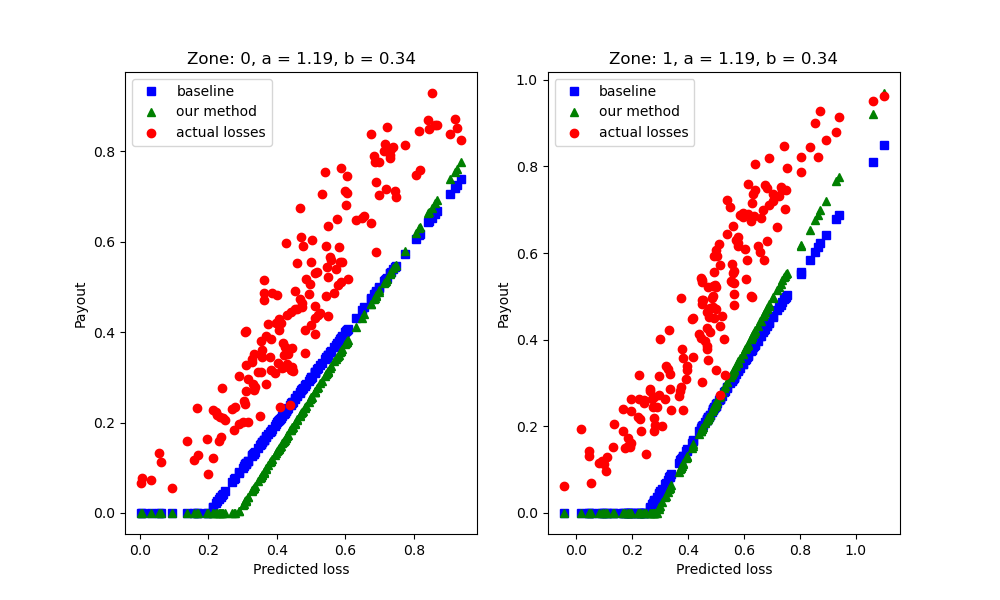 Zone: 0, a = 1.19, b = 0.34
baseline
our method
actual losses
0.8
0.6
0.4
0.2
0.0
Payout
0.0 0.2 0.4 0.6 0.8
Predicted loss
Zone: 1, a = 1.19, b = 0.34
baseline
our method
actual losses
1.0
0.8
0.6
0.4
0.2
0.0
Payout
0.0 0.2 0.4 0.6 0.8 1.0
Predicted loss